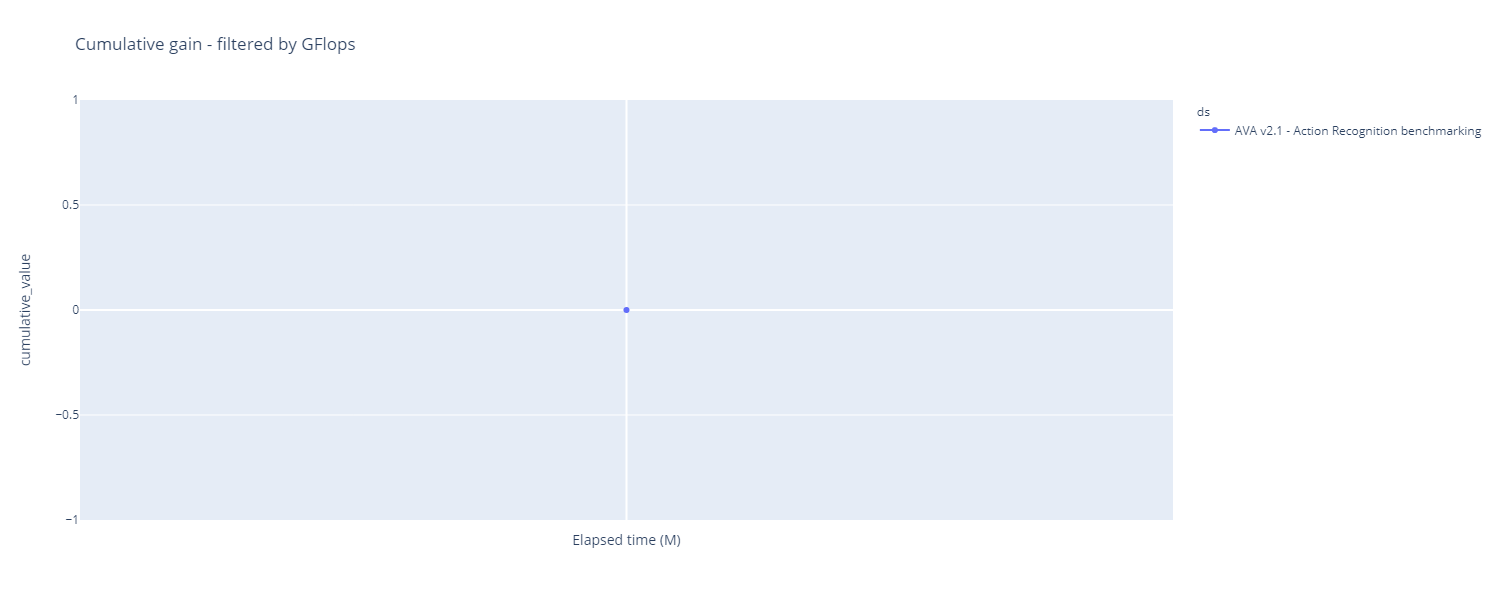 Cumulative gain - filtered by GFlops
1
0.5
0
−0.5
−1
cumulative_value
Elapsed time (M)
ds
AVA v2.1 - Action Recognition benchmarking